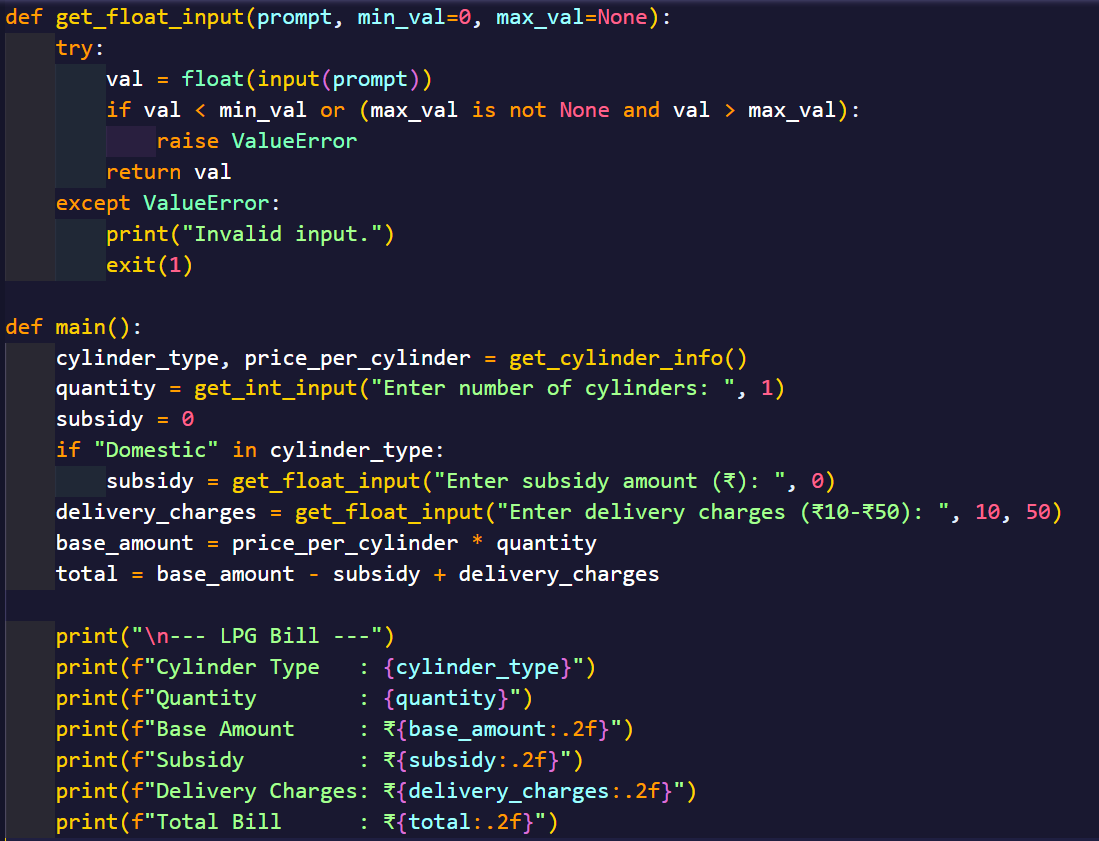 def get_float_input(prompt, min_val=0, max_val=None):
    try:
        val = float(input(prompt))
        if val < min_val or (max_val is not None and val > max_val):
            raise ValueError
        return val
    except ValueError:
        print("Invalid input.")
        exit(1)

def main():
    cylinder_type, price_per_cylinder = get_cylinder_info()
    quantity = get_int_input("Enter number of cylinders: ", 1)
    subsidy = 0
    if "Domestic" in cylinder_type:
        subsidy = get_float_input("Enter subsidy amount (₹): ", 0)
    delivery_charges = get_float_input("Enter delivery charges (₹10-₹50): ", 10, 50)
    base_amount = price_per_cylinder * quantity
    total = base_amount - subsidy + delivery_charges

    print("\n--- LPG Bill ---")
    print(f"Cylinder Type   : {cylinder_type}")
    print(f"Quantity        : {quantity}")
    print(f"Base Amount     : ₹{base_amount:.2f}")
    print(f"Subsidy         : ₹{subsidy:.2f}")
    print(f"Delivery Charges: ₹{delivery_charges:.2f}")
    print(f"Total Bill      : ₹{total:.2f}")